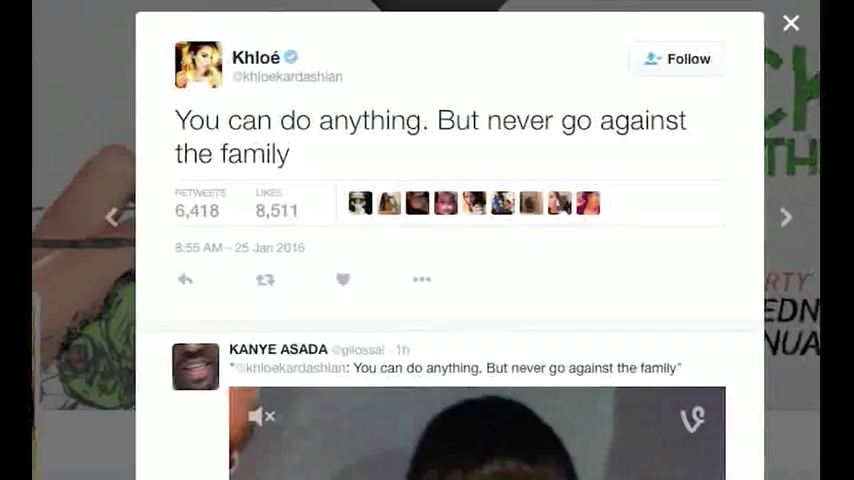 Khloé
@khloekardashian
Follow
You can do anything. But never go against
the family
RETWEETS LIKES
6,418 8,511
8:55 AM - 25 Jan 2016
KANYE ASADA @gilossal · 1h
"@khloekardashian: You can do anything. But never go against the family"